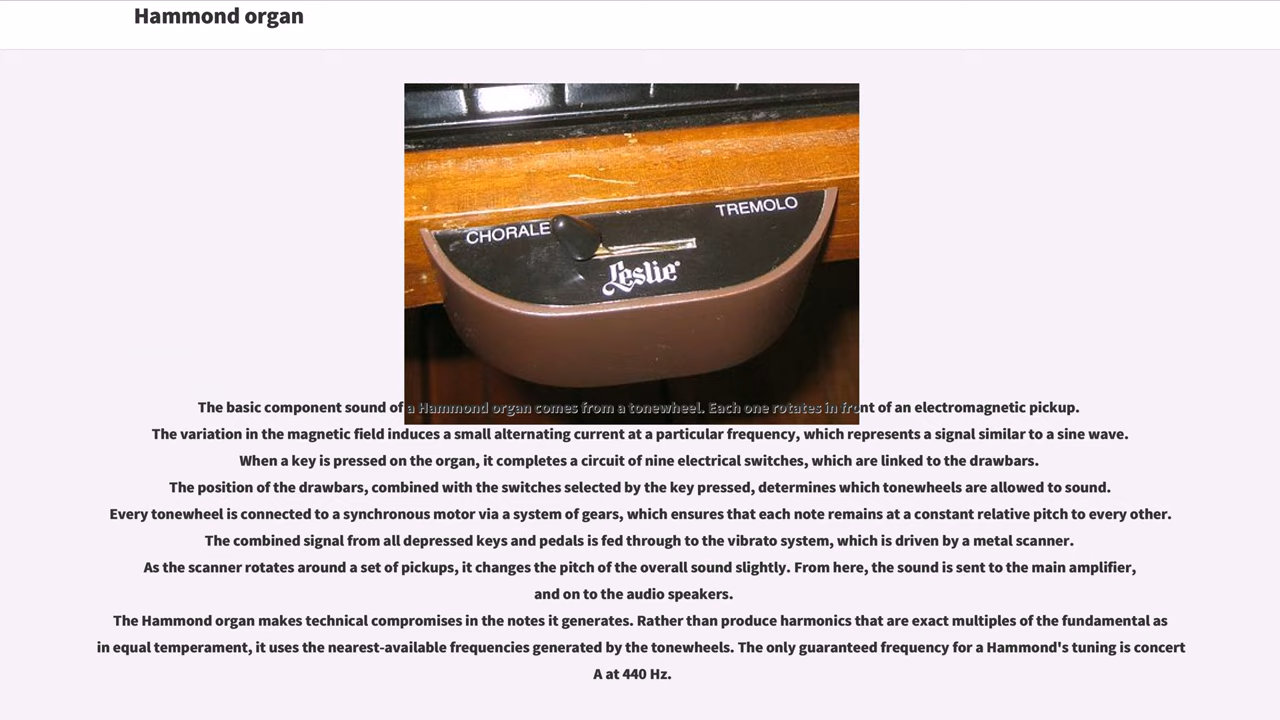 Hammond organ
CHORALE
TREMOLO
Leslie
The basic component sound of a Hammond organ comes from a tonewheel. Each one rotates in front of an electromagnetic pickup.
The variation in the magnetic field induces a small alternating current at a particular frequency, which represents a signal similar to a sine wave.
When a key is pressed on the organ, it completes a circuit of nine electrical switches, which are linked to the drawbars.
The position of the drawbars, combined with the switches selected by the key pressed, determines which tonewheels are allowed to sound.
Every tonewheel is connected to a synchronous motor via a system of gears, which ensures that each note remains at a constant relative pitch to every other.
The combined signal from all depressed keys and pedals is fed through to the vibrato system, which is driven by a metal scanner.
As the scanner rotates around a set of pickups, it changes the pitch of the overall sound slightly. From here, the sound is sent to the main amplifier,
and on to the audio speakers.
The Hammond organ makes technical compromises in the notes it generates. Rather than produce harmonics that are exact multiples of the fundamental as
in equal temperament, it uses the nearest-available frequencies generated by the tonewheels. The only guaranteed frequency for a Hammond's tuning is concert
A at 440 Hz.